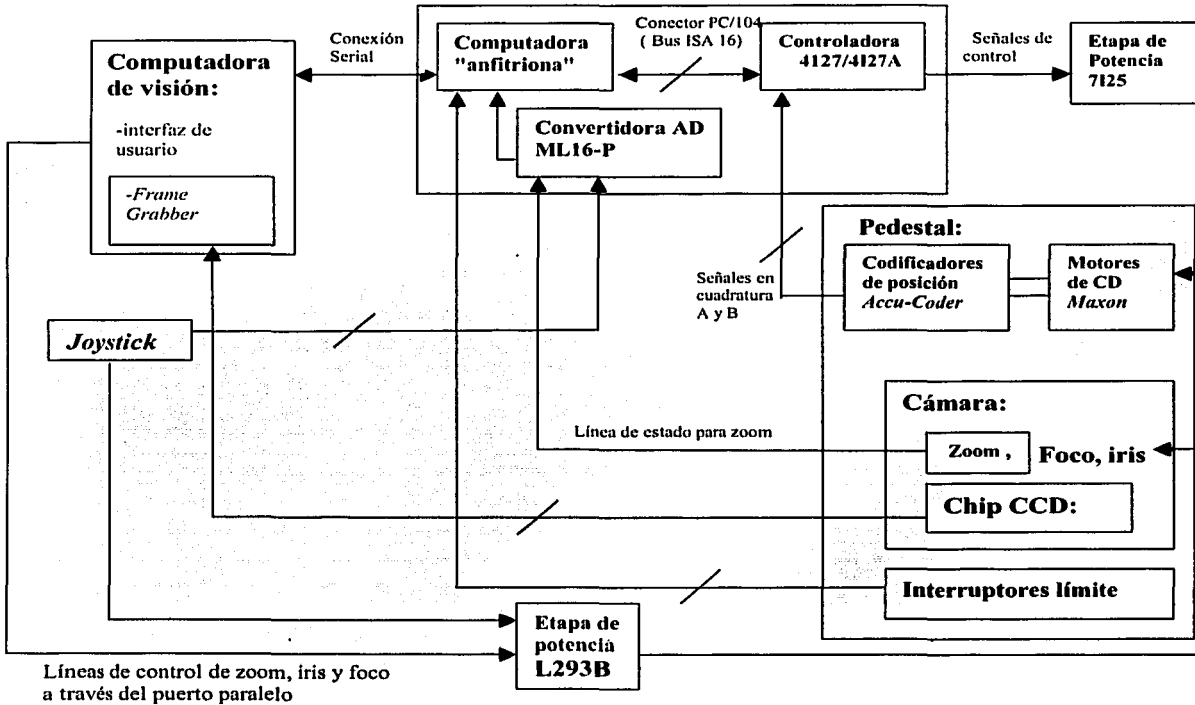 Computadora
de visión:
-interfaz de
usuario
-Frame
Grabber
Conexión
Serial
Computadora
"anfitriona"
Conector PC/104
( Bus ISA 16)
Controladora
4127/4I27A
Señales de
control
Etapa de
Potencia
7I25
Convertidora AD
ML16-P
Pedestal:
Codificadores
de posición
Accu-Coder
Motores
de CD
Maxon
Señales en
cuadratura
A y B
Joystick
Cámara:
Línea de estado para zoom
Zoom ,
Foco, iris
Chip CCD:
Interruptores límite
Etapa de
potencia
L293B
Líneas de control de zoom, iris y foco
a través del puerto paralelo